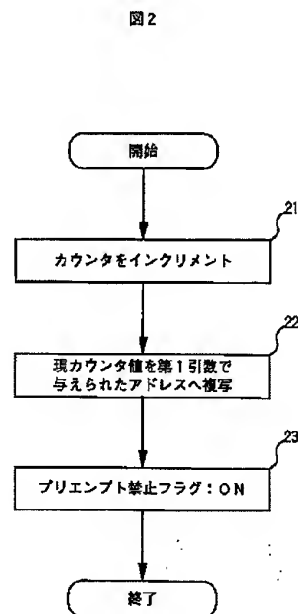 図2
開始
21
カウンタをインクリメント
22
現カウンタ値を第1引数で
与えられたアドレスへ複写
23
プリエンプト禁止フラグ:ON
終了